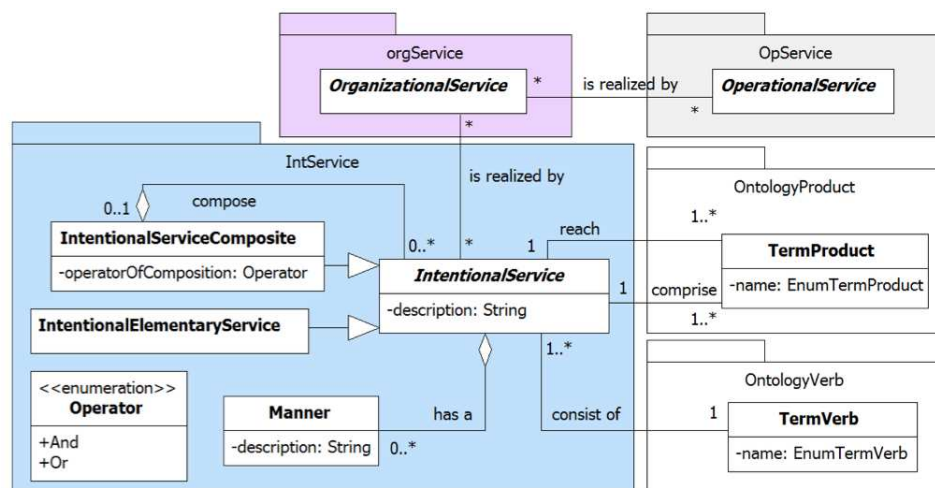 orgService
OrganizationalService
OpService
OperationalService
*
is realized by
*
*
is realized by
*
IntService
compose
0..1
0..*
IntentionalServiceComposite
-operatorOfComposition: Operator
IntentionalElementaryService
IntentionalService
-description: String
1
reach
1..*
1
comprise
1..*
OntologyProduct
TermProduct
-name: EnumTermProduct
<<enumeration>>
Operator
+And
+Or
Manner
-description: String
has a
0..*
1..*
consist of
1
OntologyVerb
TermVerb
-name: EnumTermVerb